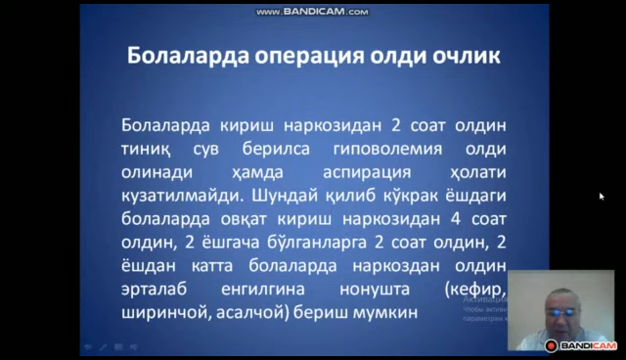 www.BANDICAM.com
Болаларда операция олди очлик
Болаларда кириш наркозидан 2 соат олдин
тиниқ сув берилса гиповолемия олди
олинади ҳамда аспирация ҳолати
кузатилмайди. Шундай қилиб кўкрак ёшдаги
болаларда овқат кириш наркозидан 4 соат
олдин, 2 ёшгача бўлганларга 2 соат олдин, 2
ёшдан катта болаларда наркоздан олдин
эрталаб енгилгина нонушта (кефир,
ширинчой, асалчой) бериш мумкин
BANDICAM